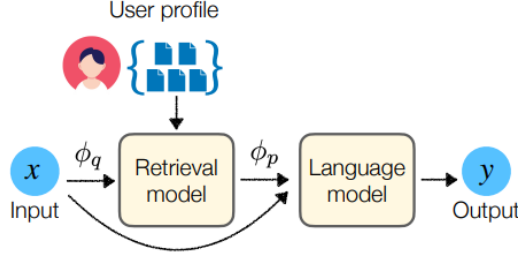 User profile
x
Input
ϕq
Retrieval
model
ϕp
Language
model
y
Output